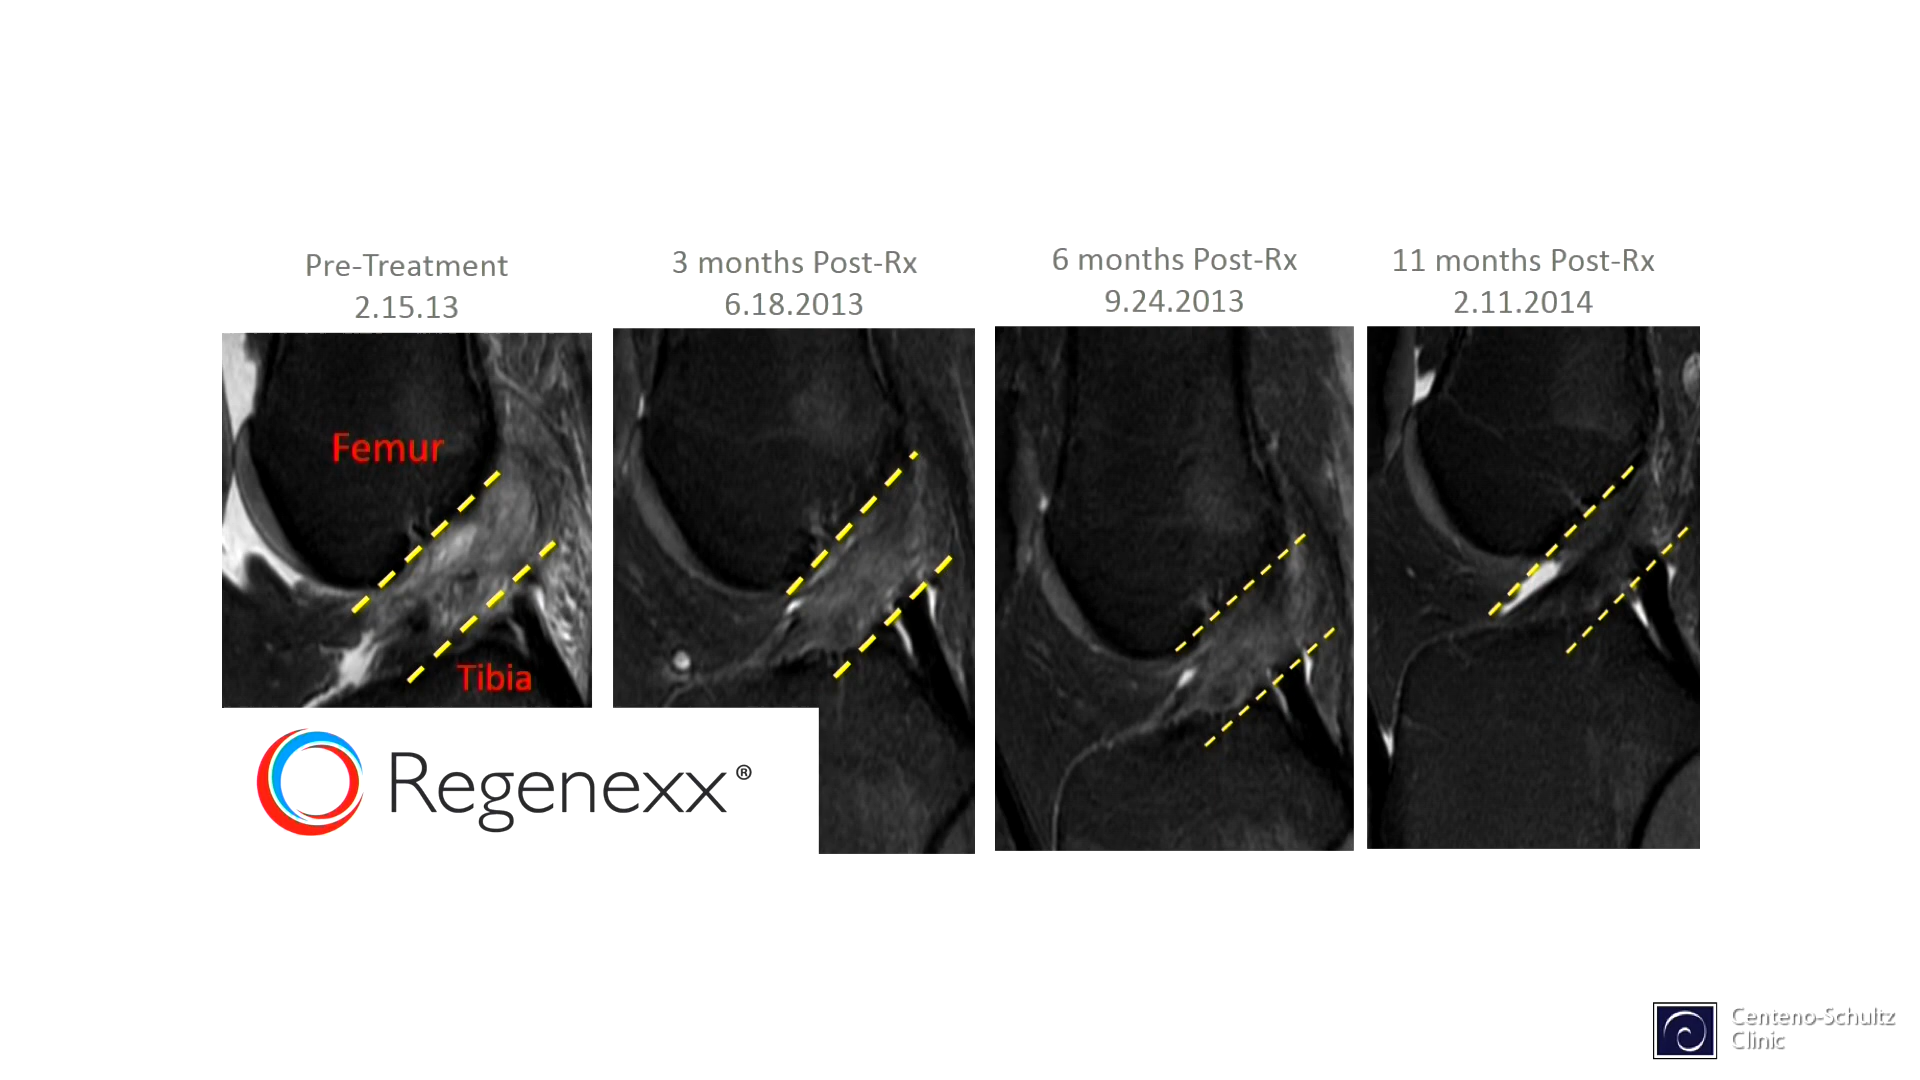 Pre-Treatment
2.15.13
3 months Post-Rx
6.18.2013
6 months Post-Rx
9.24.2013
11 months Post-Rx
2.11.2014
Femur
Tibia
Regenexx®
Centeno-Schultz
Clinic